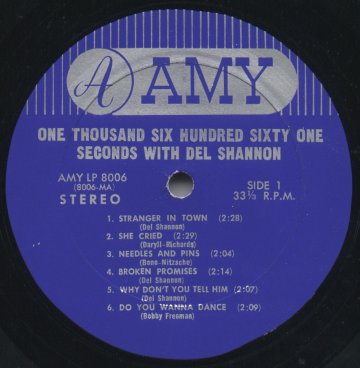 A AMY
ONE THOUSAND SIX HUNDRED SIXTY ONE
SECONDS WITH DEL SHANNON
AMY LP 8006
(8006-MA)
STEREO
SIDE 1
33⅓ R.P.M.
1. STRANGER IN TOWN (2:28)
(Del Shannon)
2. SHE CRIED (2:29)
(Daryll-Richards)
3. NEEDLES AND PINS (2:04)
(Bono-Nitzsche)
4. BROKEN PROMISES (2:14)
(Del Shannon)
5. WHY DON'T YOU TELL HIM (2:07)
(Del Shannon)
6. DO YOU WANNA DANCE (2:09)
(Bobby Freeman)